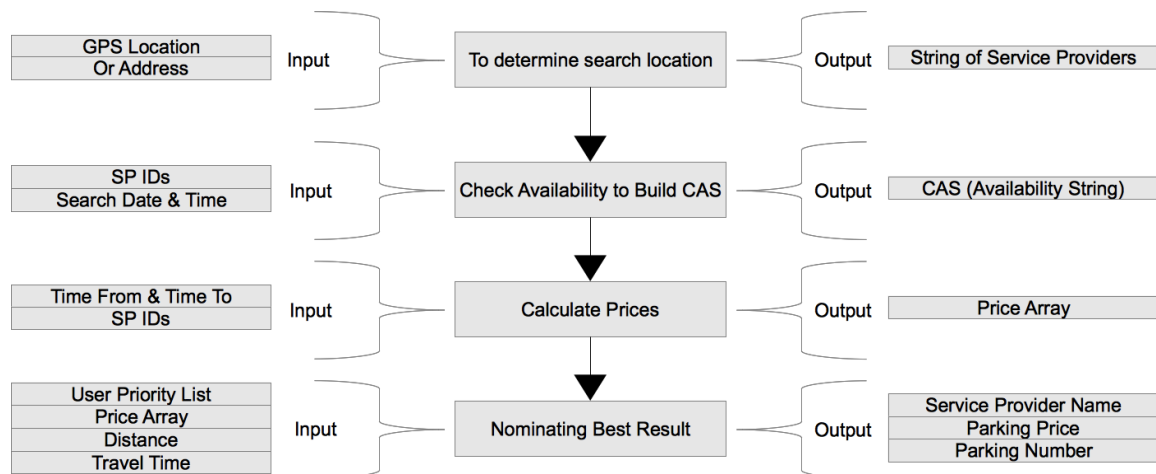 GPS Location
Or Address
Input
To determine search location
Output
String of Service Providers
SP IDs
Search Date & Time
Input
Check Availability to Build CAS
Output
CAS (Availability String)
Time From & Time To
SP IDs
Input
Calculate Prices
Output
Price Array
User Priority List
Price Array
Distance
Travel Time
Input
Nominating Best Result
Output
Service Provider Name
Parking Price
Parking Number